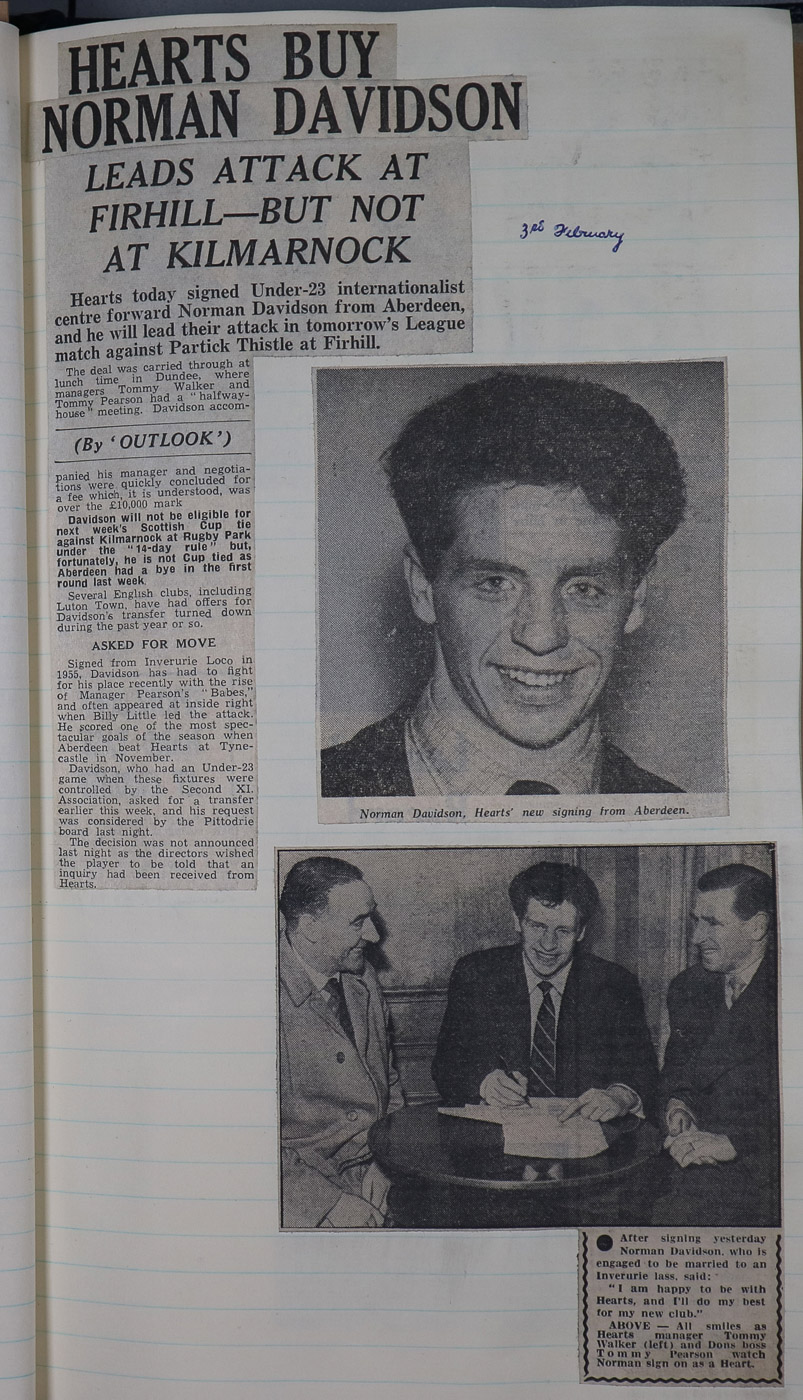 HEARTS BUY
NORMAN DAVIDSON
LEADS ATTACK AT
FIRHILL—BUT NOT
AT KILMARNOCK
3rd February
Hearts today signed Under-23 internationalist
centre forward Norman Davidson from Aberdeen,
and he will lead their attack in tomorrow's League
match against Partick Thistle at Firhill.
The deal was carried through at
lunch time in Dundee, where
managers Tommy Walker and
Tommy Pearson had a "halfway-
house" meeting. Davidson accom-
(By 'OUTLOOK')
panied his manager and negotia-
tions were quickly concluded for
a fee which, it is understood, was
over the £10,000 mark
Davidson will not be eligible for
next week's Scottish Cup tie
against Kilmarnock at Rugby Park
under the "14-day rule" but,
fortunately, he is not Cup tied as
Aberdeen had a bye in the first
round last week
Several English clubs, including
Luton Town, have had offers for
Davidson's transfer turned down
during the past year or so.
ASKED FOR MOVE
Signed from Inverurie Loco in
1955, Davidson has had to fight
for his place recently with the rise
of Manager Pearson's "Babes,"
and often appeared at inside right
when Billy Little led the attack.
He scored one of the most spec-
tacular goals of the season when
Aberdeen beat Hearts at Tyne-
castle in November.
Davidson, who had an Under-23
game when these fixtures were
controlled by the Second XI.
Association, asked for a transfer
earlier this week, and his request
was considered by the Pittodrie
board last night.
The decision was not announced
last night as the directors wished
the player to be told that an
inquiry had been received from
Hearts.
Norman Davidson, Hearts' new signing from Aberdeen.
● After signing yesterday
Norman Davidson, who is
engaged to be married to an
Inverurie lass, said:
"I am happy to be with
Hearts, and I'll do my best
for my new club."
ABOVE — All smiles as
Hearts manager Tommy
Walker (left) and Dons boss
Tommy Pearson watch
Norman sign on as a Heart.